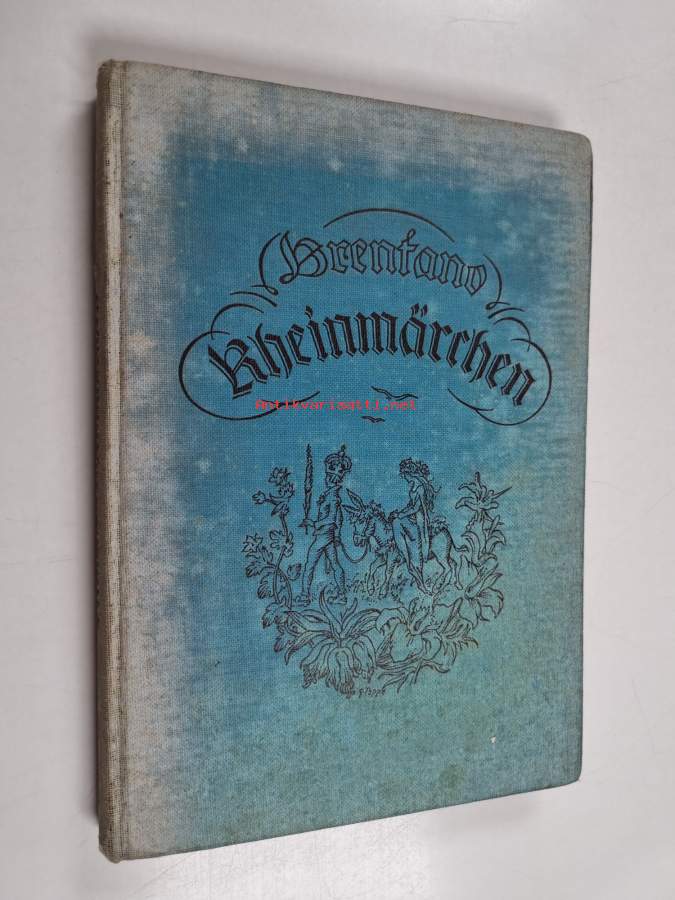 Brentano
Rheinmärchen
Antikvariaatti.net